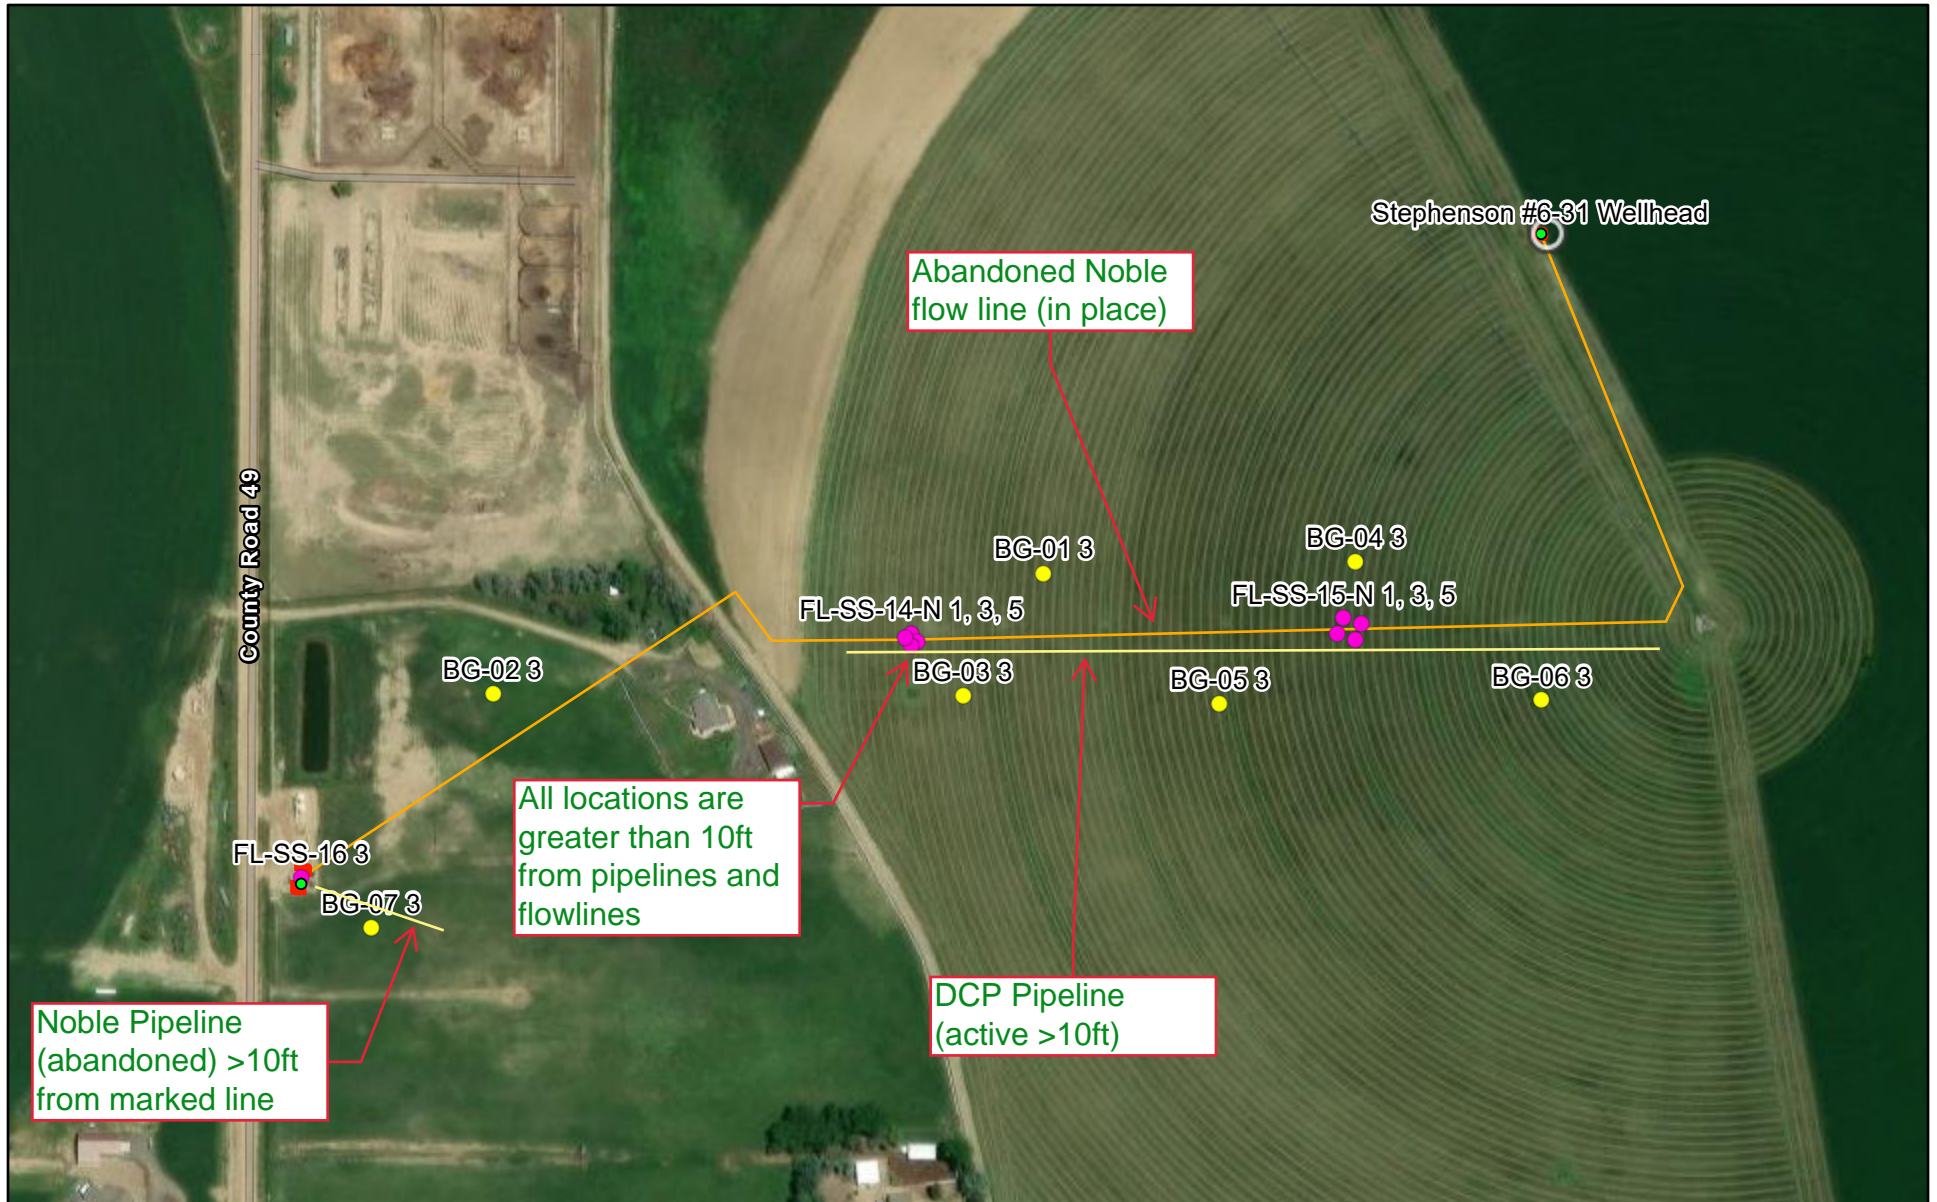 Stephenson #6-31 Wellhead
Abandoned Noble
flow line (in place)
County Road 49
BG-01 3
BG-04 3
FL-SS-14-N 1, 3, 5
FL-SS-15-N 1, 3, 5
BG-02 3
BG-03 3
BG-05 3
BG-06 3
All locations are
greater than 10ft
from pipelines and
flowlines
FL-SS-16 3
BG-07 3
DCP Pipeline
(active >10ft)
Noble Pipeline
(abandoned) >10ft
from marked line